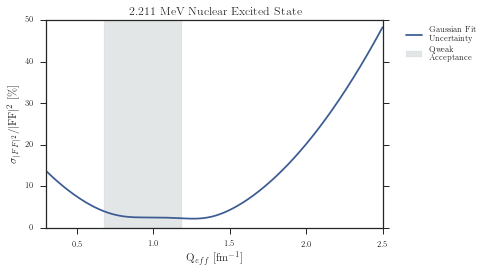 2.211 MeV Nuclear Excited State
σ|FF|²/|FF|² [%]
50
40
30
20
10
0
0.5 1.0 1.5 2.0 2.5
Q_eff [fm⁻¹]
Gaussian Fit
Uncertainty
Qweak
Acceptance